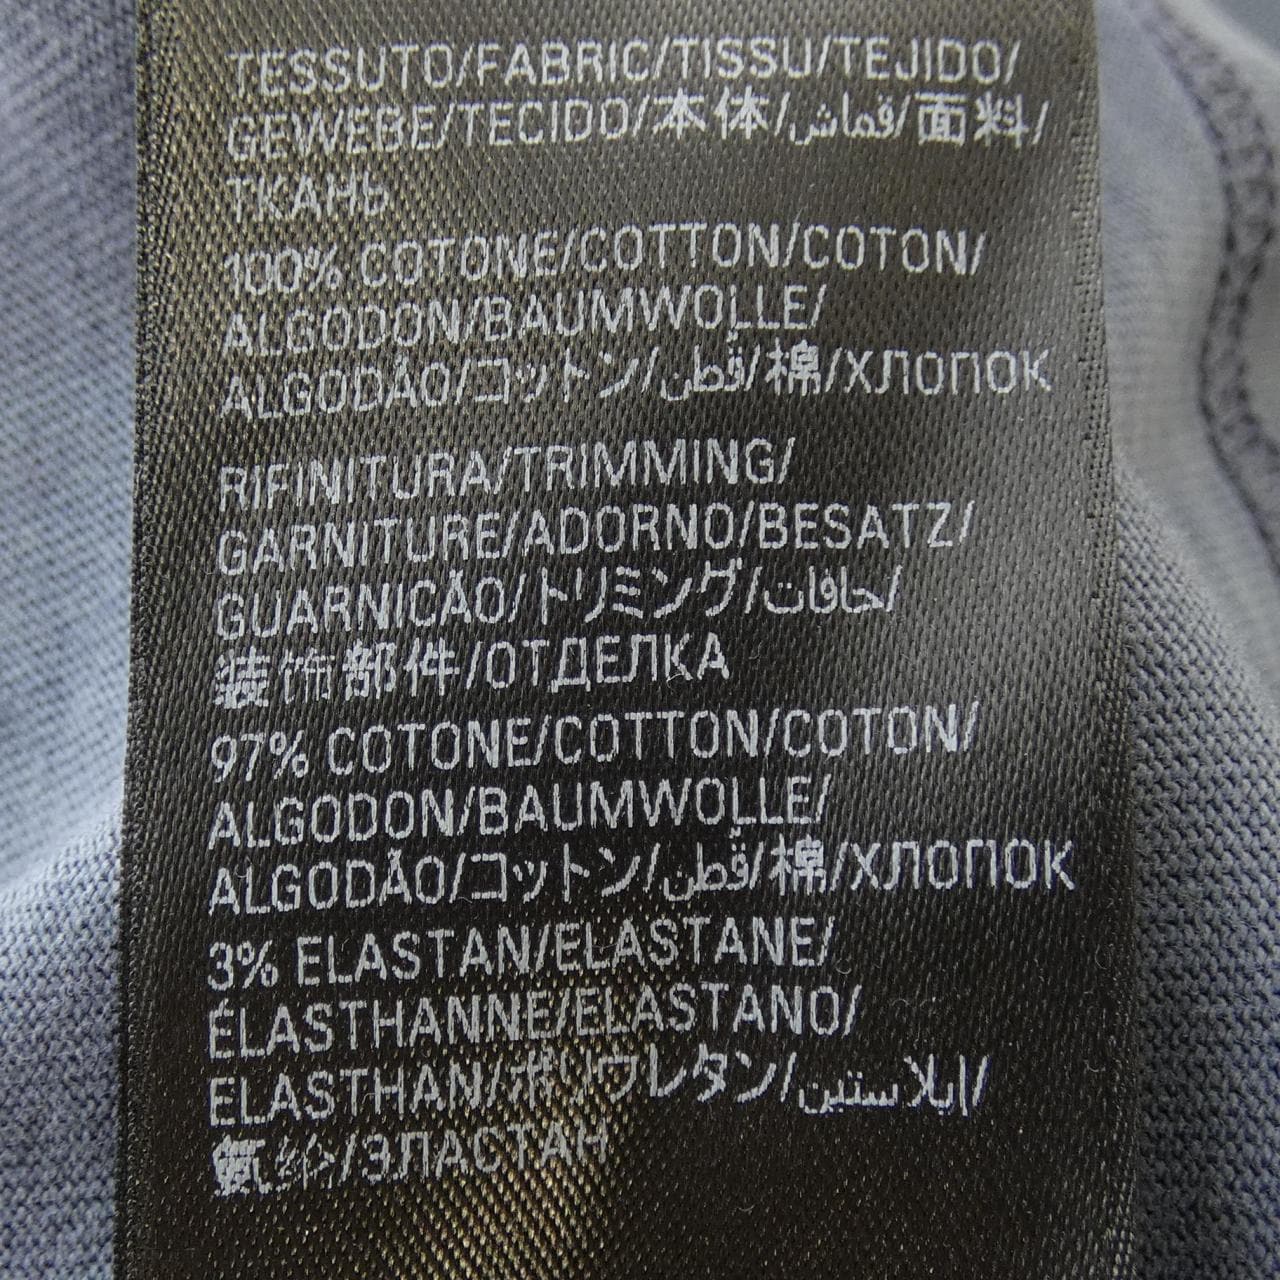 TESSUTO/FABRIC/TISSU/TEJIDO/
GEWEBE/TECIDO/本体/قماش/面料/
ТКАНЬ
100% COTONE/COTTON/COTON/
ALGODON/BAUMWOLLE/
ALGODÃO/コットン/قطن/棉/ХЛОПОК
RIFINITURA/TRIMMING/
GARNITURE/ADORNO/BESATZ/
GUARNICÃO/トリミング/حافات/
装饰部件/ОТДЕЛКА
97% COTONE/COTTON/COTON/
ALGODON/BAUMWOLLE/
ALGODÃO/コットン/قطن/棉/ХЛОПОК
3% ELASTAN/ELASTANE/
ÉLASTHANNE/ELASTANO/
ELASTHAN/ポリウレタン/إيلاستين/
氨纶/ЭЛАСТАН